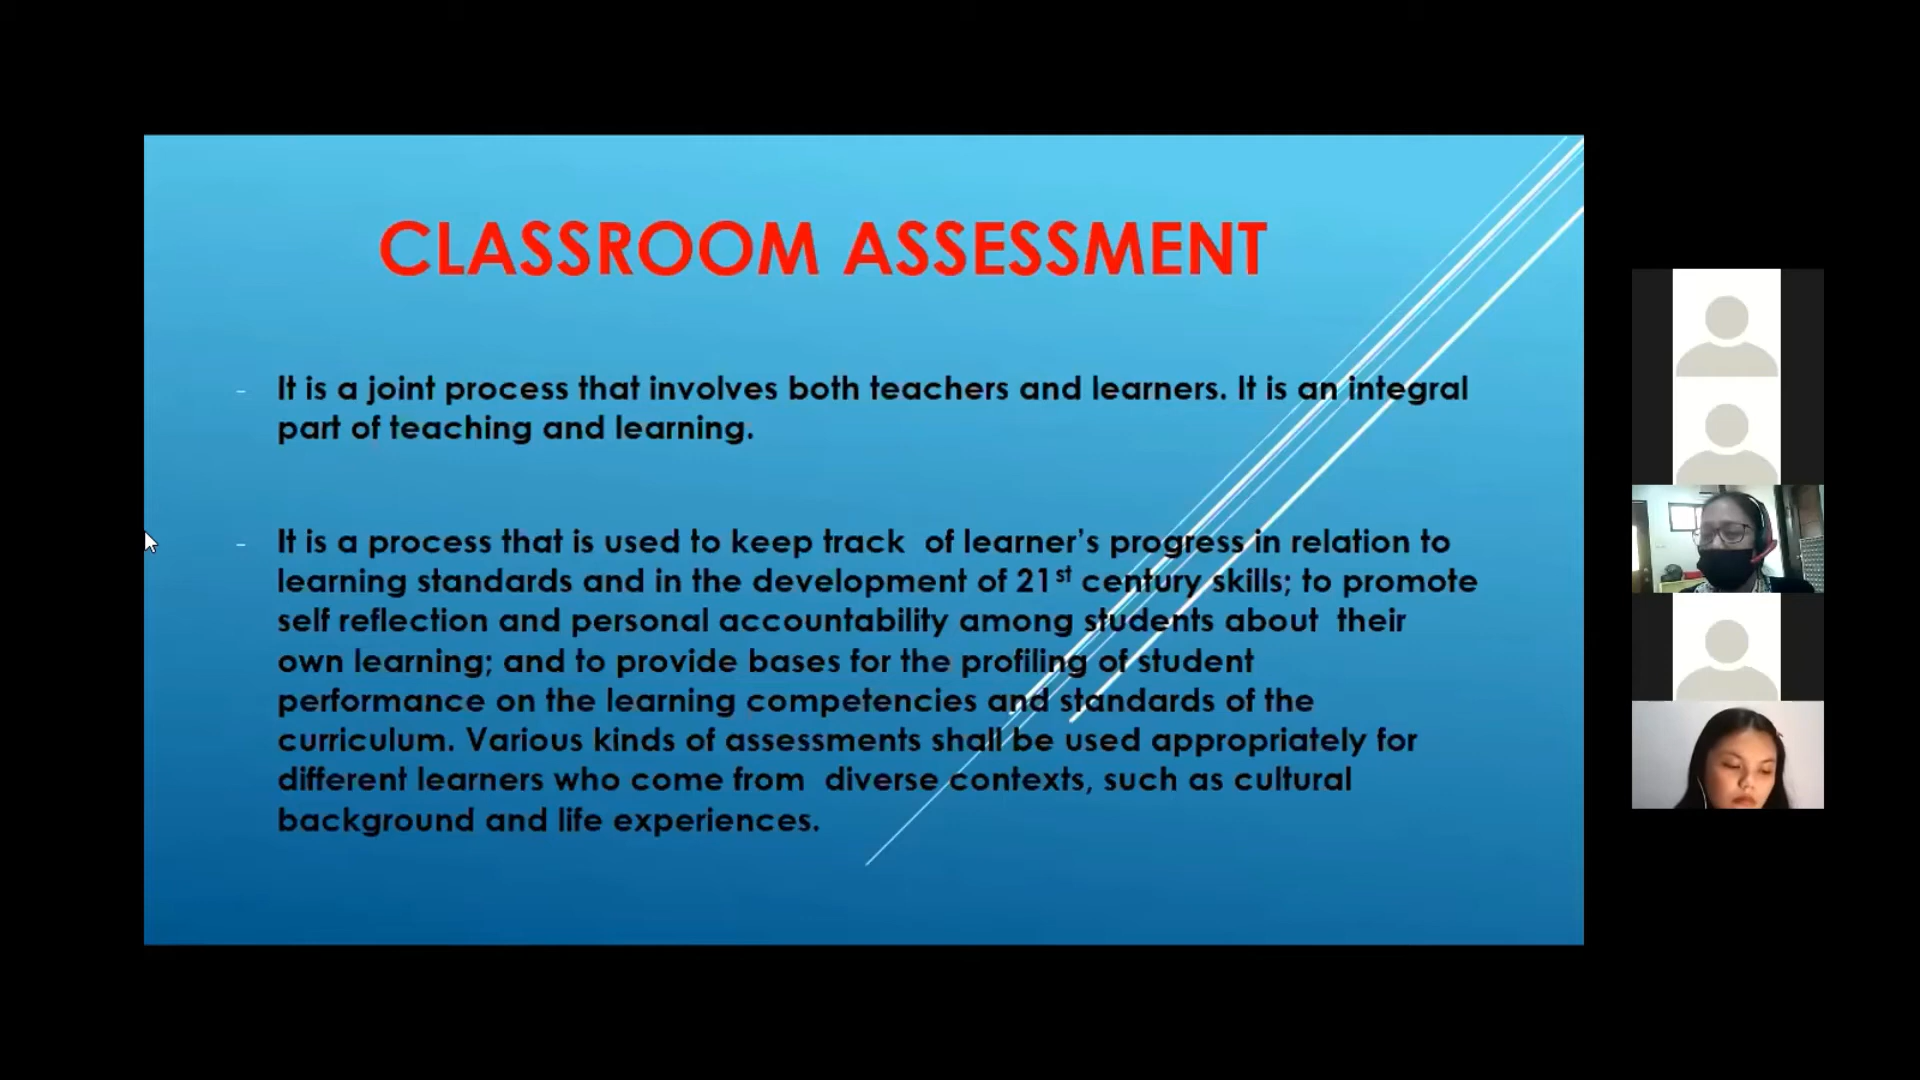 CLASSROOM ASSESSMENT
- It is a joint process that involves both teachers and learners. It is an integral
part of teaching and learning.
- It is a process that is used to keep track of learner's progress in relation to
learning standards and in the development of 21st century skills; to promote
self reflection and personal accountability among students about their
own learning; and to provide bases for the profiling of student
performance on the learning competencies and standards of the
curriculum. Various kinds of assessments shall be used appropriately for
different learners who come from diverse contexts, such as cultural
background and life experiences.